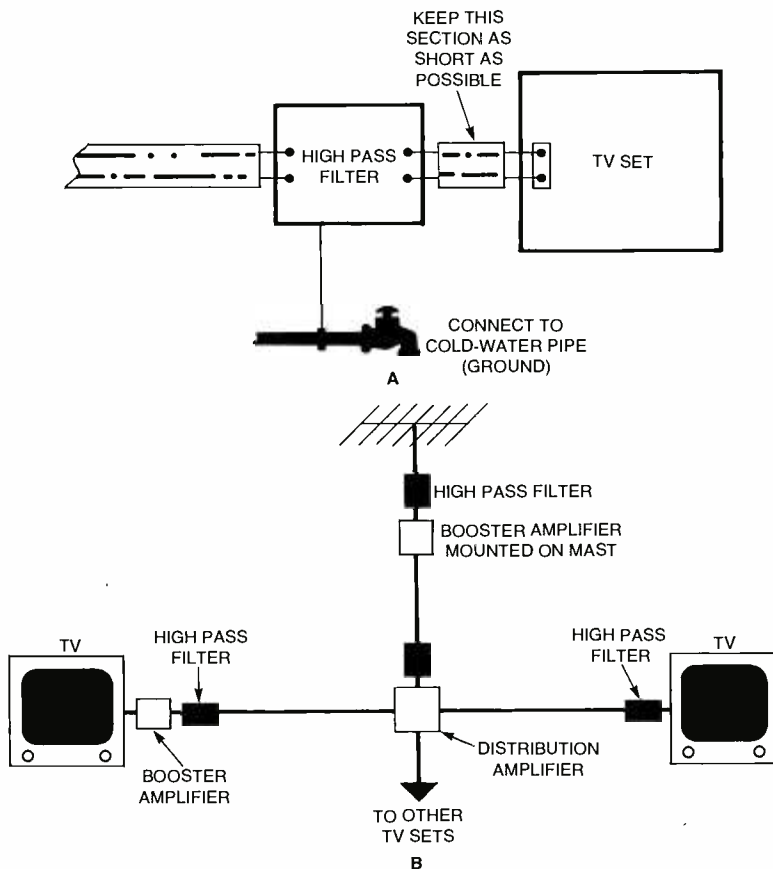 KEEP THIS
SECTION AS
SHORT AS
POSSIBLE
HIGH PASS
FILTER
TV SET
CONNECT TO
COLD-WATER PIPE
(GROUND)
A
HIGH PASS FILTER
BOOSTER AMPLIFIER
MOUNTED ON MAST
TV
HIGH PASS
FILTER
HIGH PASS
FILTER
TV
BOOSTER
AMPLIFIER
DISTRIBUTION
AMPLIFIER
TO OTHER
TV SETS
B